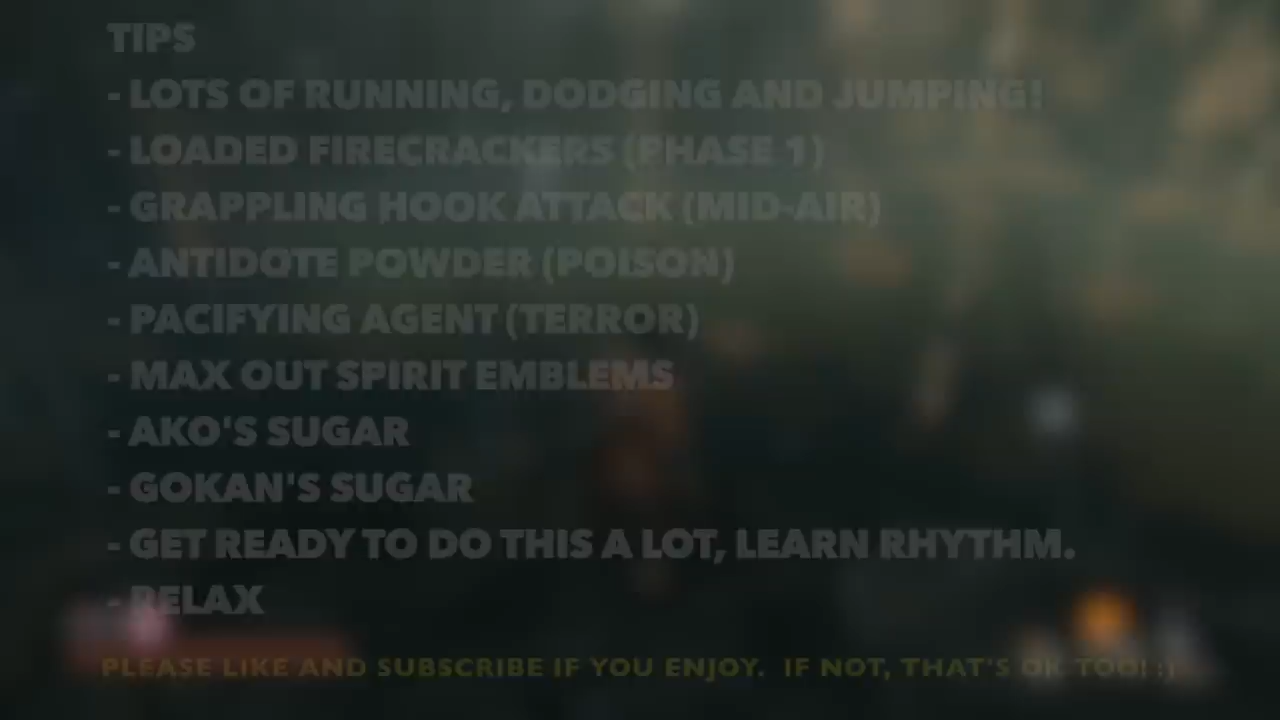 TIPS
- LOTS OF RUNNING, DODGING AND JUMPING!
- LOADED FIRECRACKERS (PHASE 1)
- GRAPPLING HOOK ATTACK (MID-AIR)
- ANTIDOTE POWDER (POISON)
- PACIFYING AGENT (TERROR)
- MAX OUT SPIRIT EMBLEMS
- AKO'S SUGAR
- GOKAN'S SUGAR
- GET READY TO DO THIS A LOT, LEARN RHYTHM.
- RELAX
PLEASE LIKE AND SUBSCRIBE IF YOU ENJOY. IF NOT, THAT'S OK TOO! :)